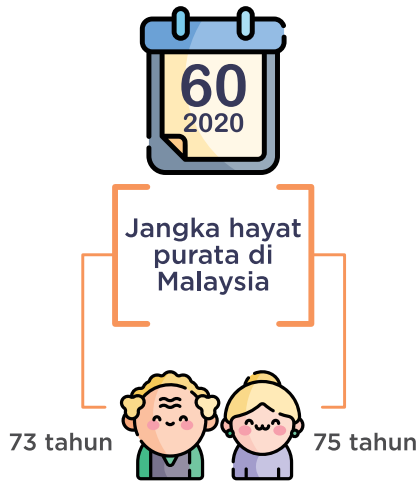 60
2020
Jangka hayat
purata di
Malaysia
73 tahun
75 tahun